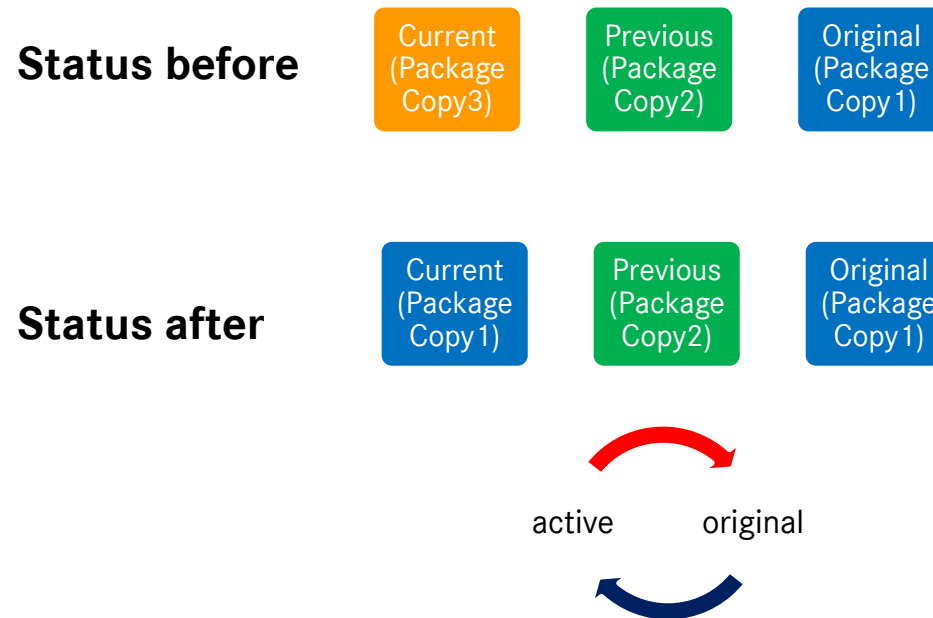 Status before
Current
(Package
Copy3)
Previous
(Package
Copy2)
Original
(Package
Copy1)
Status after
Current
(Package
Copy1)
Previous
(Package
Copy2)
Original
(Package
Copy1)
active
original